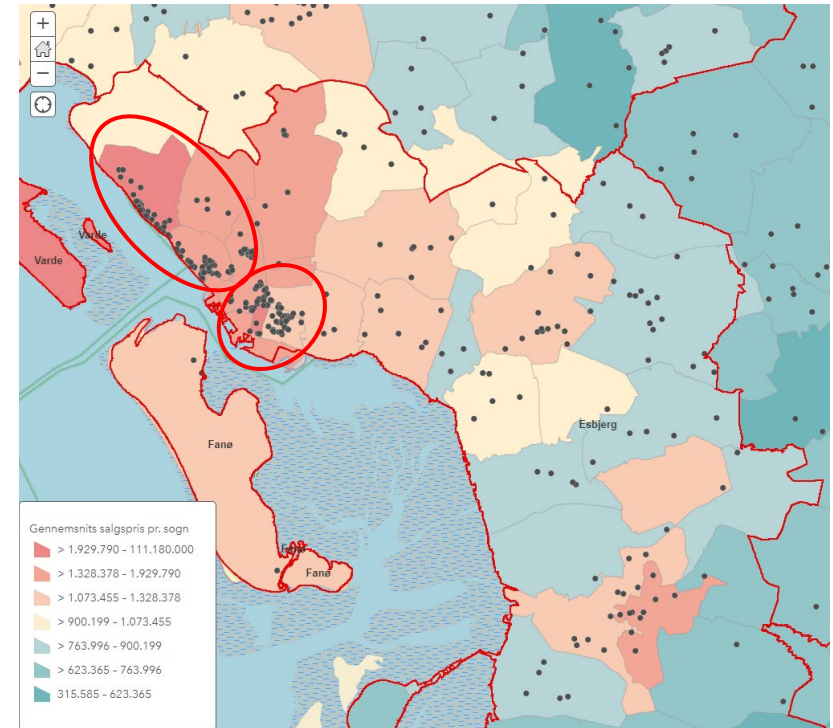 +
−
Varde
Varde
Esbjerg
Fanø
Fanø
Gennemsnits salgspris pr. sogn
> 1.929.790 - 111.180.000
> 1.328.378 - 1.929.790
> 1.073.455 - 1.328.378
> 900.199 - 1.073.455
> 763.996 - 900.199
> 623.365 - 763.996
315.585 - 623.365